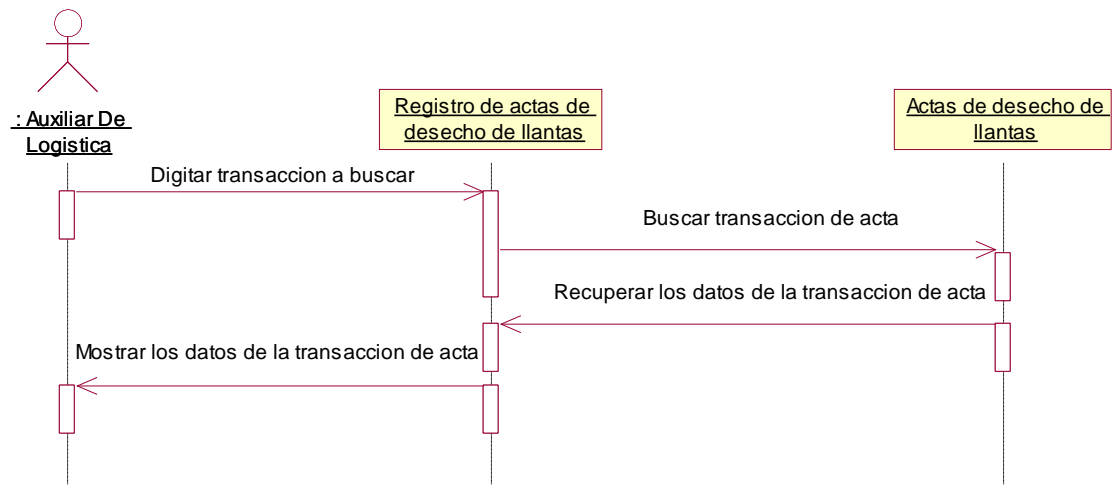 : Auxiliar De
Logistica
Registro de actas de
desecho de llantas
Actas de desecho de
llantas
Digitar transaccion a buscar
Buscar transaccion de acta
Recuperar los datos de la transaccion de acta
Mostrar los datos de la transaccion de acta